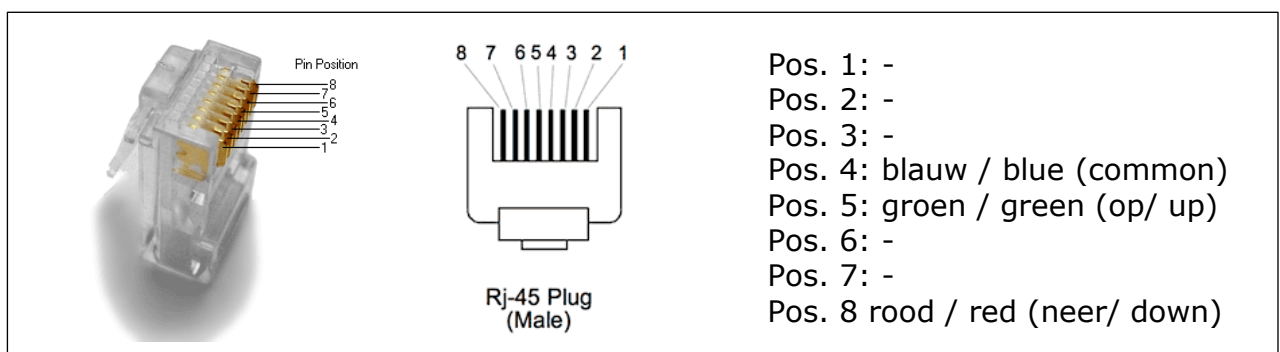 Pin Position
8
7
6
5
4
3
2
1
8 7 6 5 4 3 2 1
Rj-45 Plug
(Male)
Pos. 1: -
Pos. 2: -
Pos. 3: -
Pos. 4: blauw / blue (common)
Pos. 5: groen / green (op/ up)
Pos. 6: -
Pos. 7: -
Pos. 8 rood / red (neer/ down)